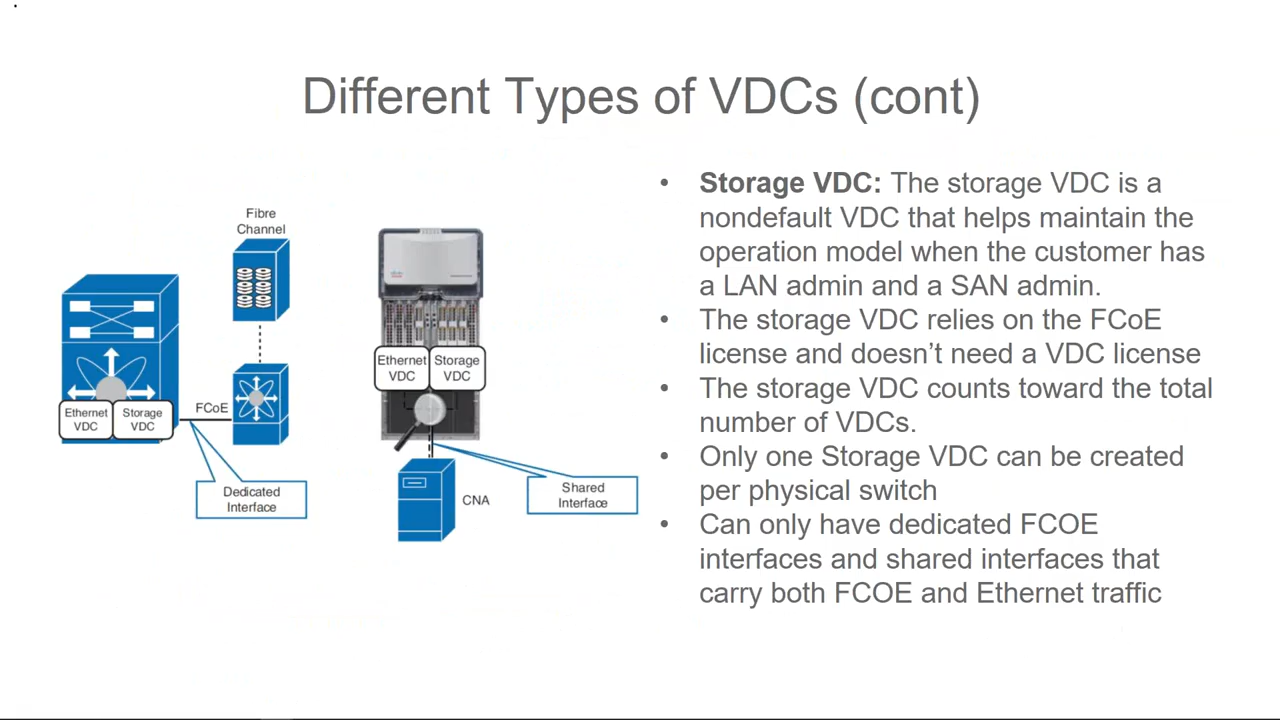 Different Types of VDCs (cont)
Fibre
Channel
Ethernet
VDC
Storage
VDC
FCoE
Dedicated
Interface
Ethernet
VDC
Storage
VDC
CNA
Shared
Interface
• Storage VDC: The storage VDC is a
nondefault VDC that helps maintain the
operation model when the customer has
a LAN admin and a SAN admin.
• The storage VDC relies on the FCoE
license and doesn’t need a VDC license
• The storage VDC counts toward the total
number of VDCs.
• Only one Storage VDC can be created
per physical switch
• Can only have dedicated FCOE
interfaces and shared interfaces that
carry both FCOE and Ethernet traffic